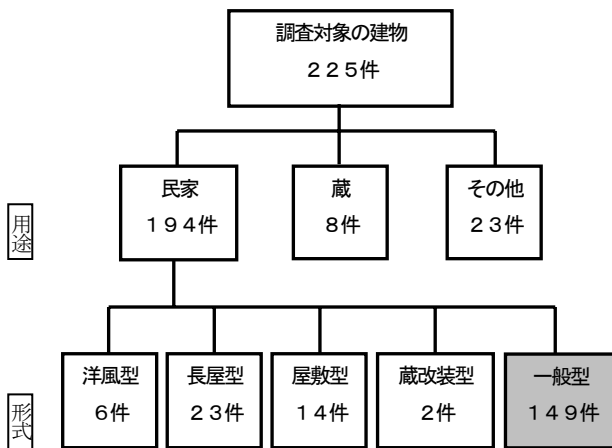 調査対象の建物
２２５件
用途
民家
１９４件
蔵
８件
その他
２３件
形式
洋風型
６件
長屋型
２３件
屋敷型
１４件
蔵改装型
２件
一般型
１４９件